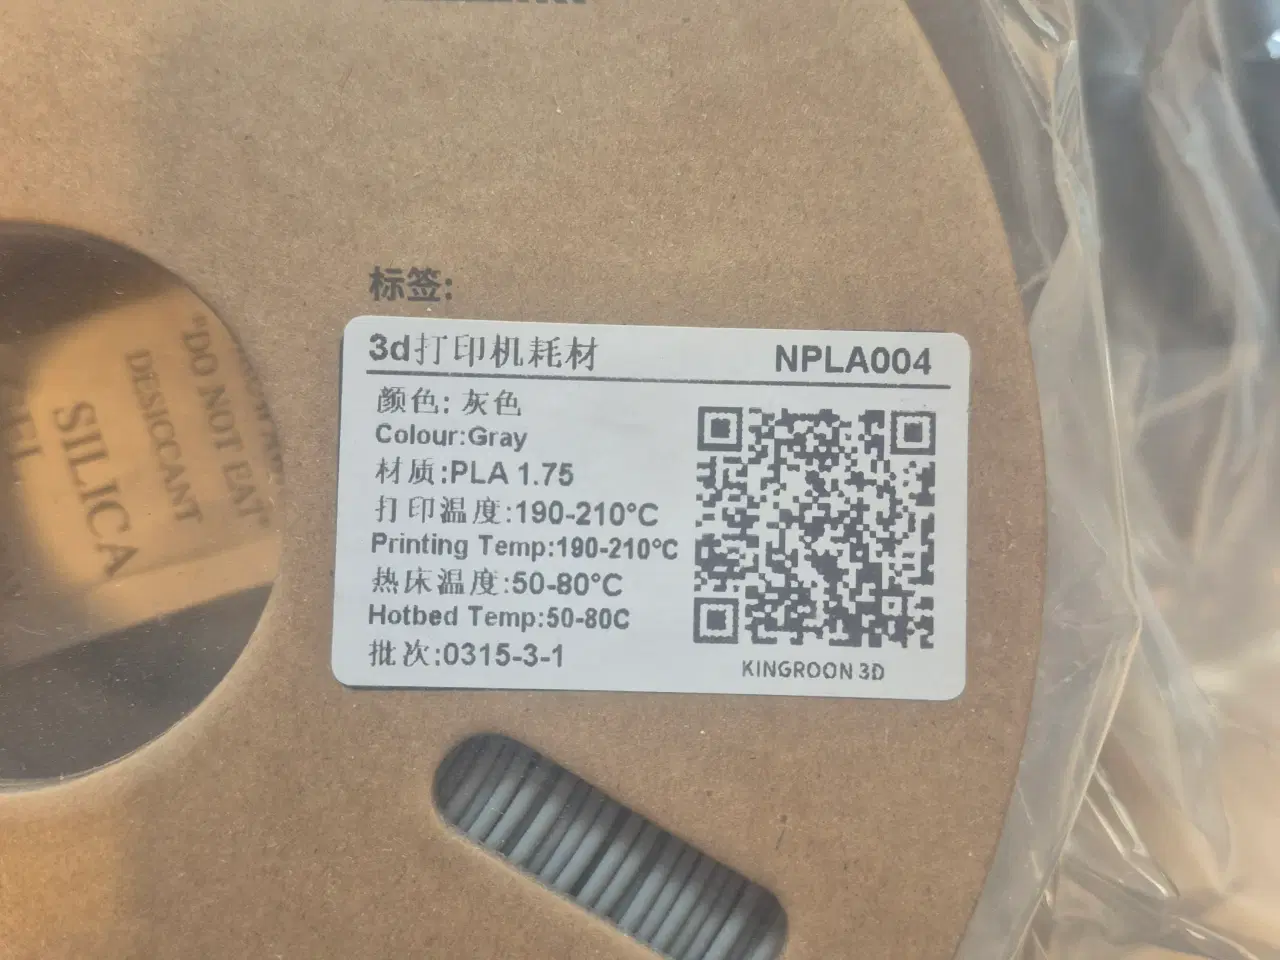 标签:
3d打印机耗材 NPLA004
颜色: 灰色
Colour:Gray
材质:PLA 1.75
打印温度:190-210°C
Printing Temp:190-210°C
热床温度:50-80°C
Hotbed Temp:50-80C
批次:0315-3-1
KINGROON 3D
"DO NOT EAT"
DESICCANT
SILICA